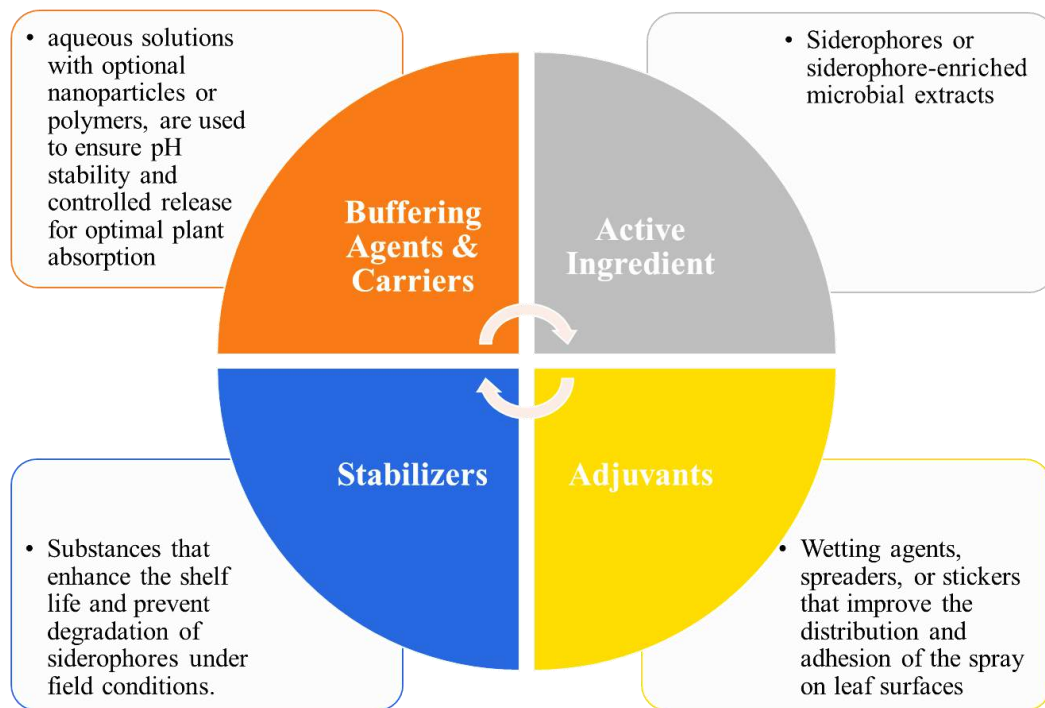 • aqueous solutions
with optional
nanoparticles or
polymers, are used
to ensure pH
stability and
controlled release
for optimal plant
absorption
• Siderophores or
siderophore-enriched
microbial extracts
Buffering
Agents &
Carriers
Active
Ingredient
Stabilizers
Adjuvants
• Substances that
enhance the shelf
life and prevent
degradation of
siderophores under
field conditions.
• Wetting agents,
spreaders, or stickers
that improve the
distribution and
adhesion of the spray
on leaf surfaces